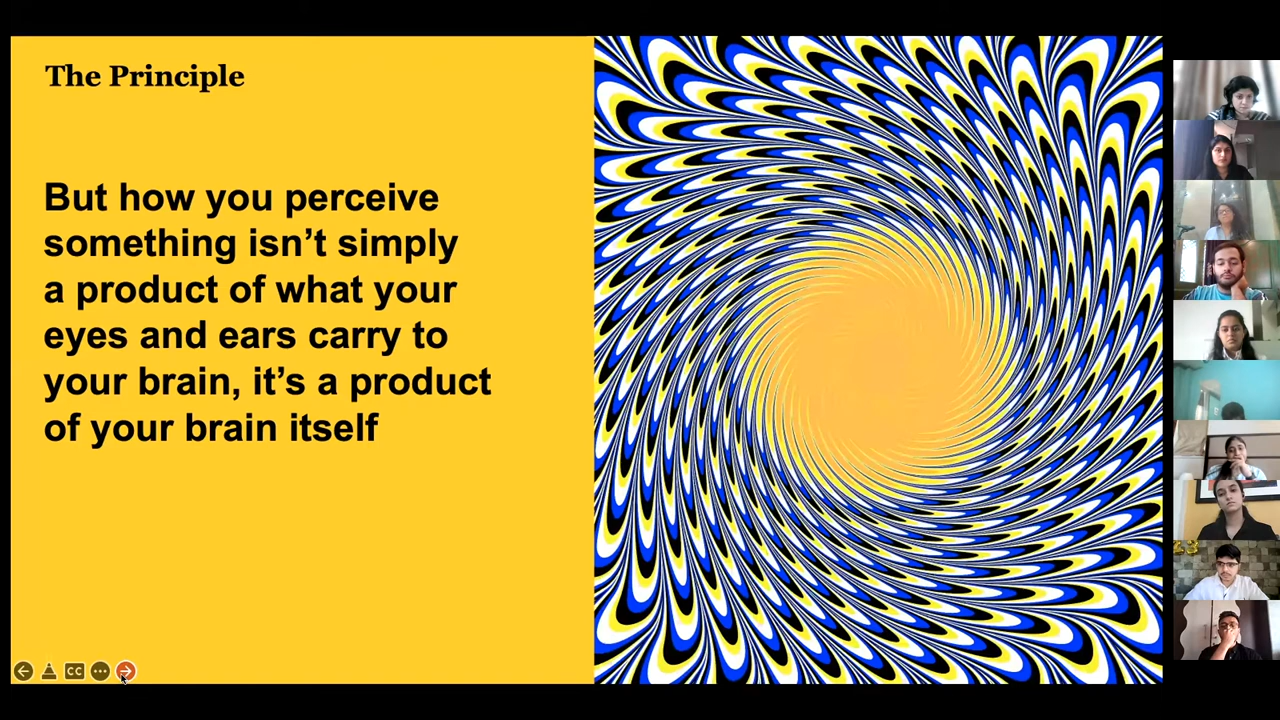 The Principle
But how you perceive
something isn’t simply
a product of what your
eyes and ears carry to
your brain, it’s a product
of your brain itself
CC